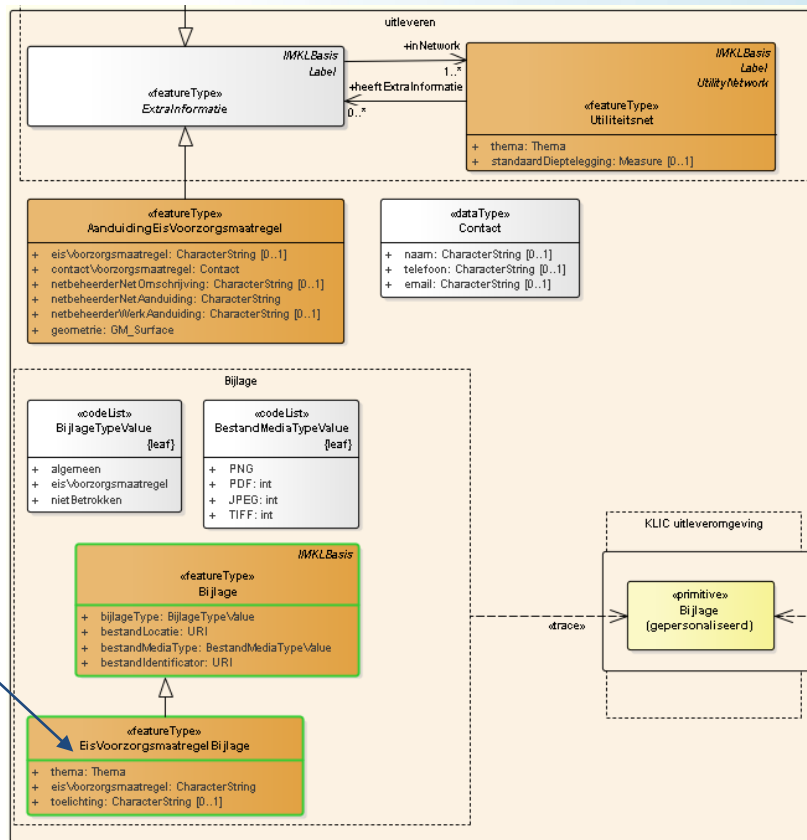 uitleveren
IMKLBasis
Label
«featureType»
ExtraInformatie
+inNetwork
1..*
+heeftExtraInformatie
0..*
IMKLBasis
Label
UtilityNetwork
«featureType»
Utiliteitsnet
+ thema: Thema
+ standaardDieptelegging: Measure [0..1]
«featureType»
AanduidingEisVoorzorgsmaatregel
+ eisVoorzorgsmaatregel: CharacterString [0..1]
+ contactVoorzorgsmaatregel: Contact
+ netbeheerderNetOmschrijving: CharacterString [0..1]
+ netbeheerderNetAanduiding: CharacterString
+ netbeheerderWerkAanduiding: CharacterString [0..1]
+ geometrie: GM_Surface
«dataType»
Contact
+ naam: CharacterString [0..1]
+ telefoon: CharacterString [0..1]
+ email: CharacterString [0..1]
Bijlage
«codeList»
BijlageTypeValue
{leaf}
+ algemeen
+ eisVoorzorgsmaatregel
+ nietBetrokken
«codeList»
BestandMediaTypeValue
{leaf}
+ PNG
+ PDF: int
+ JPEG: int
+ TIFF: int
IMKLBasis
«featureType»
Bijlage
+ bijlageType: BijlageTypeValue
+ bestandLocatie: URI
+ bestandMediaType: BestandMediaTypeValue
+ bestandIdentificator: URI
«featureType»
EisVoorzorgsmaatregelBijlage
+ thema: Thema
+ eisVoorzorgsmaatregel: CharacterString
+ toelichting: CharacterString [0..1]
«trace»
KLIC uitleveromgeving
«primitive»
Bijlage
(gepersonaliseerd)